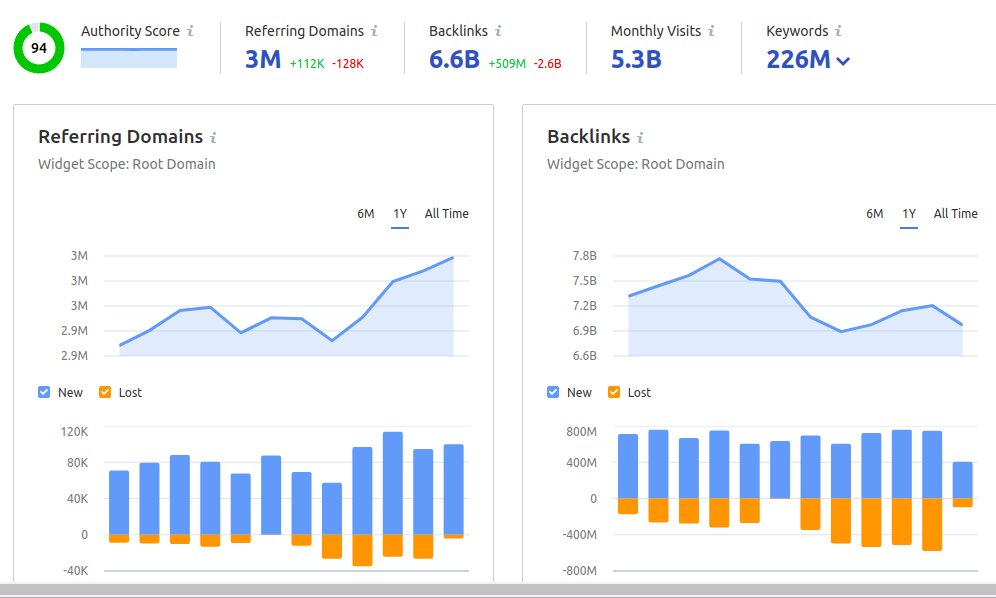 94
Authority Score i
Referring Domains i
3M +112K -128K
Backlinks i
6.6B +509M -2.6B
Monthly Visits i
5.3B
Keywords i
226M
Referring Domains i
Widget Scope: Root Domain
6M 1Y All Time
3M
3M
3M
2.9M
2.9M
New Lost
120K
80K
40K
0
-40K
Backlinks i
Widget Scope: Root Domain
6M 1Y All Time
7.8B
7.5B
7.2B
6.9B
6.6B
New Lost
800M
400M
0
-400M
-800M